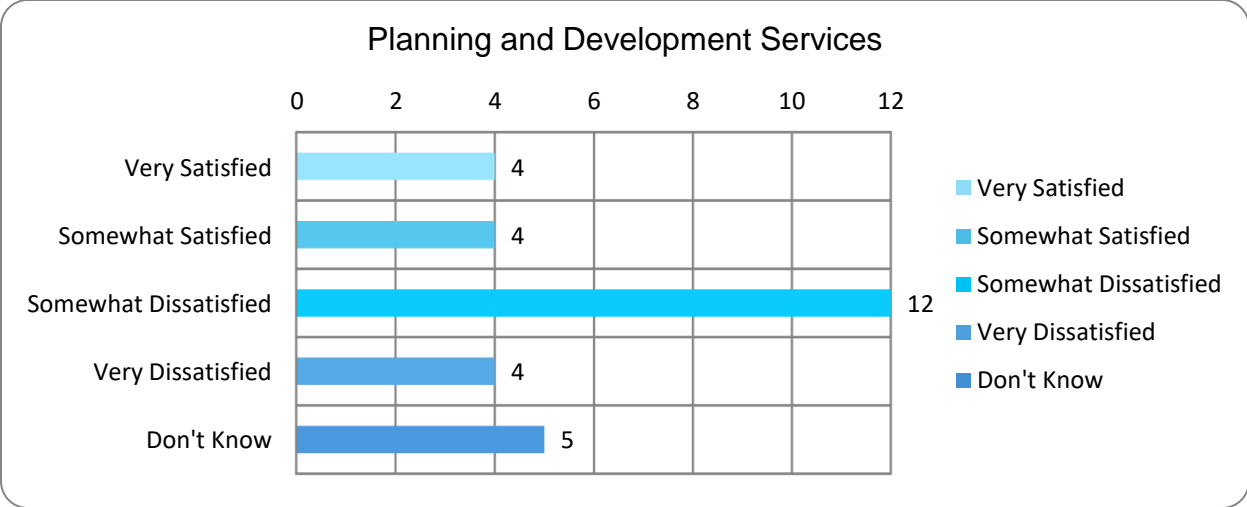 Planning and Development Services
0 2 4 6 8 10 12
Very Satisfied 4
Somewhat Satisfied 4
Somewhat Dissatisfied 12
Very Dissatisfied 4
Don't Know 5
Very Satisfied
Somewhat Satisfied
Somewhat Dissatisfied
Very Dissatisfied
Don't Know